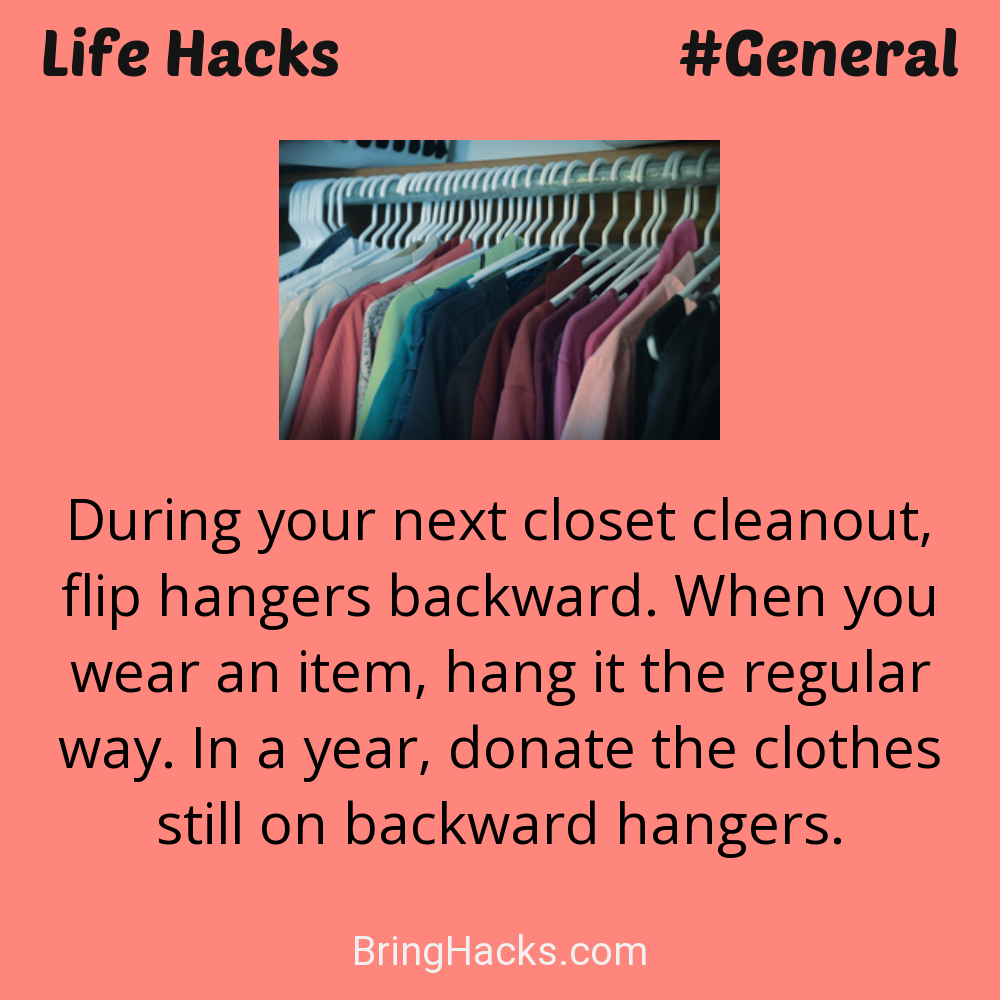 Life Hacks #General
During your next closet cleanout,
flip hangers backward. When you
wear an item, hang it the regular
way. In a year, donate the clothes
still on backward hangers.
BringHacks.com